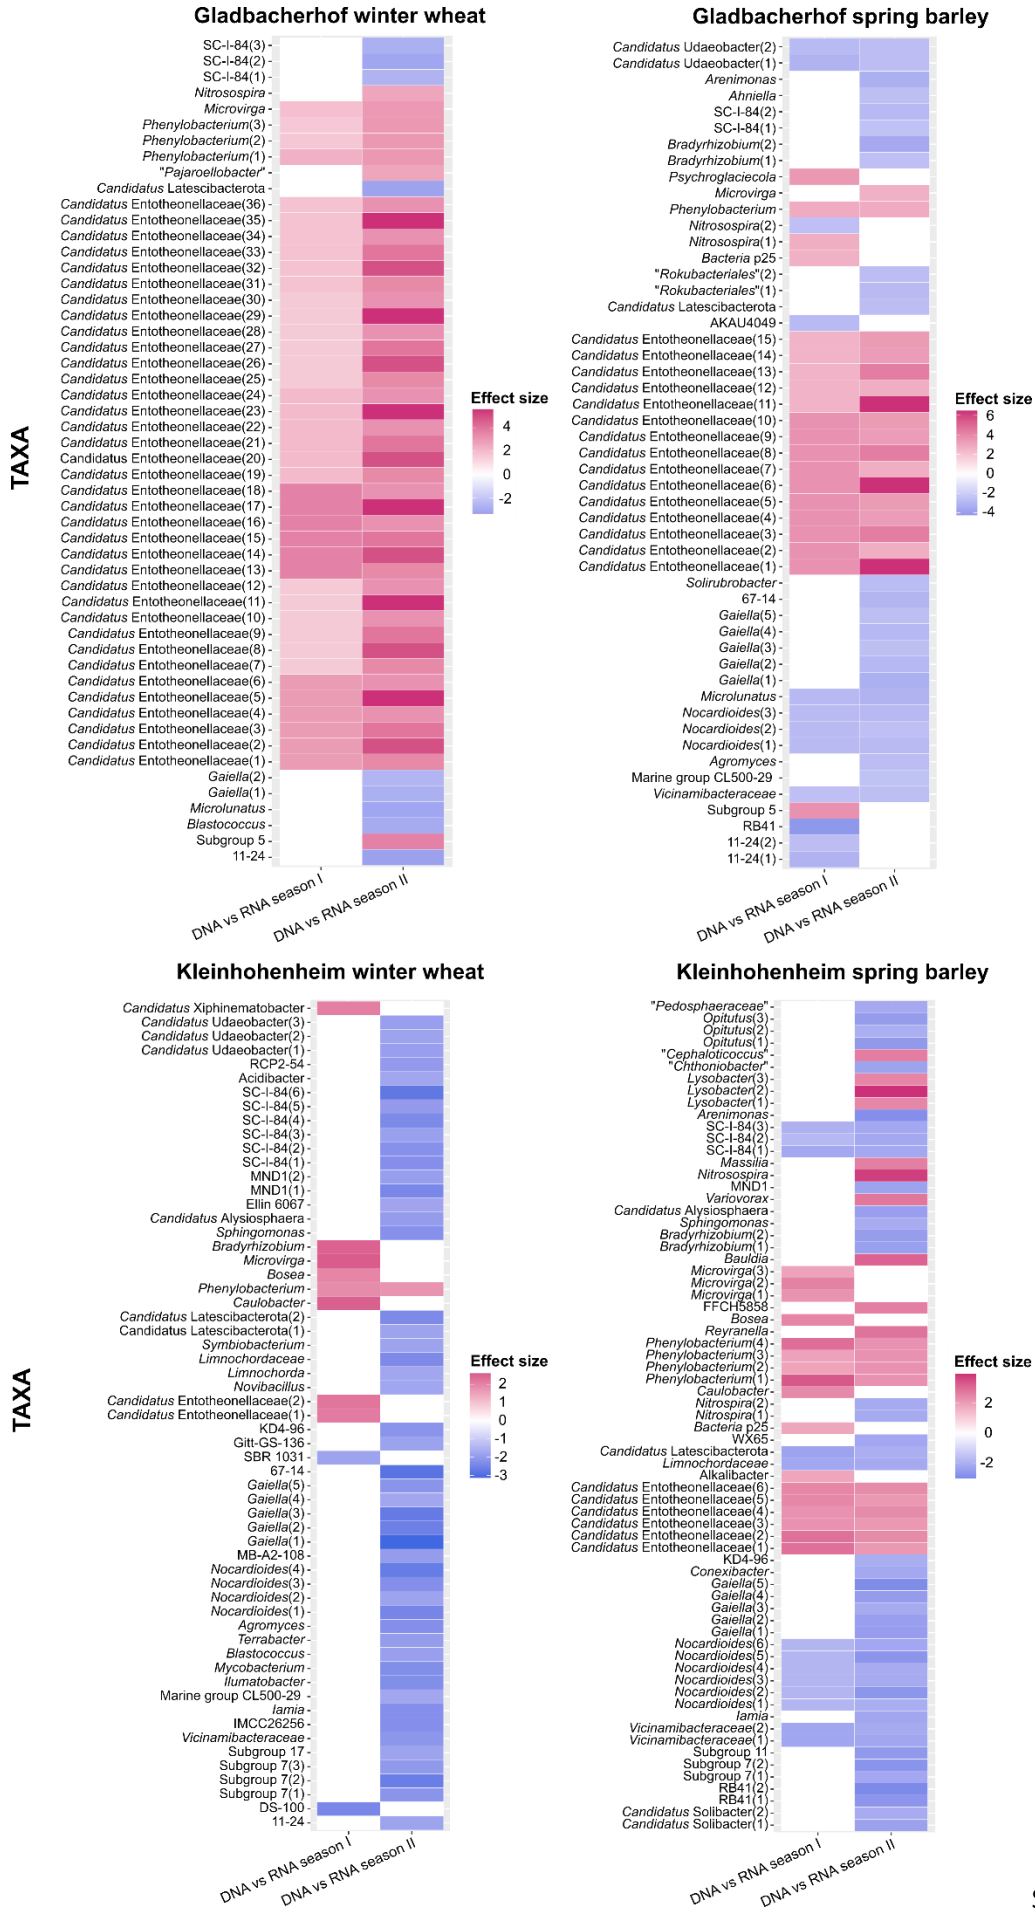 Gladbacherhof winter wheat
TAXA
SC-I-84(3)
SC-I-84(2)
SC-I-84(1)
Nitrosospira
Microvirga
Phenylobacterium(3)
Phenylobacterium(2)
Phenylobacterium(1)
"Pajaroellobacter"
Candidatus Latescibacterota
Candidatus Entotheonellaceae(36)
Candidatus Entotheonellaceae(35)
Candidatus Entotheonellaceae(34)
Candidatus Entotheonellaceae(33)
Candidatus Entotheonellaceae(32)
Candidatus Entotheonellaceae(31)
Candidatus Entotheonellaceae(30)
Candidatus Entotheonellaceae(29)
Candidatus Entotheonellaceae(28)
Candidatus Entotheonellaceae(27)
Candidatus Entotheonellaceae(26)
Candidatus Entotheonellaceae(25)
Candidatus Entotheonellaceae(24)
Candidatus Entotheonellaceae(23)
Candidatus Entotheonellaceae(22)
Candidatus Entotheonellaceae(21)
Candidatus Entotheonellaceae(20)
Candidatus Entotheonellaceae(19)
Candidatus Entotheonellaceae(18)
Candidatus Entotheonellaceae(17)
Candidatus Entotheonellaceae(16)
Candidatus Entotheonellaceae(15)
Candidatus Entotheonellaceae(14)
Candidatus Entotheonellaceae(13)
Candidatus Entotheonellaceae(12)
Candidatus Entotheonellaceae(11)
Candidatus Entotheonellaceae(10)
Candidatus Entotheonellaceae(9)
Candidatus Entotheonellaceae(8)
Candidatus Entotheonellaceae(7)
Candidatus Entotheonellaceae(6)
Candidatus Entotheonellaceae(5)
Candidatus Entotheonellaceae(4)
Candidatus Entotheonellaceae(3)
Candidatus Entotheonellaceae(2)
Candidatus Entotheonellaceae(1)
Gaiella(2)
Gaiella(1)
Microlunatus
Blastococcus
Subgroup 5
11-24
DNA vs RNA season I
DNA vs RNA season II
Effect size
4
2
0
-2
Gladbacherhof spring barley
Candidatus Udaeobacter(2)
Candidatus Udaeobacter(1)
Arenimonas
Ahniella
SC-I-84(2)
SC-I-84(1)
Bradyrhizobium(2)
Bradyrhizobium(1)
Psychroglaciecola
Microvirga
Phenylobacterium
Nitrosospira(2)
Nitrosospira(1)
Bacteria p25
"Rokubacteriales"(2)
"Rokubacteriales"(1)
Candidatus Latescibacterota
AKAU4049
Candidatus Entotheonellaceae(15)
Candidatus Entotheonellaceae(14)
Candidatus Entotheonellaceae(13)
Candidatus Entotheonellaceae(12)
Candidatus Entotheonellaceae(11)
Candidatus Entotheonellaceae(10)
Candidatus Entotheonellaceae(9)
Candidatus Entotheonellaceae(8)
Candidatus Entotheonellaceae(7)
Candidatus Entotheonellaceae(6)
Candidatus Entotheonellaceae(5)
Candidatus Entotheonellaceae(4)
Candidatus Entotheonellaceae(3)
Candidatus Entotheonellaceae(2)
Candidatus Entotheonellaceae(1)
Solirubrobacter
67-14
Gaiella(5)
Gaiella(4)
Gaiella(3)
Gaiella(2)
Gaiella(1)
Microlunatus
Nocardioides(3)
Nocardioides(2)
Nocardioides(1)
Agromyces
Marine group CL500-29
Vicinamibacteraceae
Subgroup 5
RB41
11-24(2)
11-24(1)
DNA vs RNA season I
DNA vs RNA season II
Effect size
6
4
2
0
-2
-4
Kleinhohenheim winter wheat
TAXA
Candidatus Xiphinematobacter
Candidatus Udaeobacter(3)
Candidatus Udaeobacter(2)
Candidatus Udaeobacter(1)
RCP2-54
Acidibacter
SC-I-84(6)
SC-I-84(5)
SC-I-84(4)
SC-I-84(3)
SC-I-84(2)
SC-I-84(1)
MND1(2)
MND1(1)
Ellin 6067
Candidatus Alysiosphaera
Sphingomonas
Bradyrhizobium
Microvirga
Bosea
Phenylobacterium
Caulobacter
Candidatus Latescibacterota(2)
Candidatus Latescibacterota(1)
Symbiobacterium
Limnochordaceae
Limnochorda
Novibacillus
Candidatus Entotheonellaceae(2)
Candidatus Entotheonellaceae(1)
KD4-96
Gitt-GS-136
SBR 1031
67-14
Gaiella(5)
Gaiella(4)
Gaiella(3)
Gaiella(2)
Gaiella(1)
MB-A2-108
Nocardioides(4)
Nocardioides(3)
Nocardioides(2)
Nocardioides(1)
Agromyces
Terrabacter
Blastococcus
Mycobacterium
Ilumatobacter
Marine group CL500-29
Iamia
IMCC26256
Vicinamibacteraceae
Subgroup 17
Subgroup 7(3)
Subgroup 7(2)
Subgroup 7(1)
DS-100
11-24
DNA vs RNA season I
DNA vs RNA season II
Effect size
2
1
0
-1
-2
-3
Kleinhohenheim spring barley
"Pedosphaeraceae"
Opitutus(3)
Opitutus(2)
Opitutus(1)
"Cephaloticoccus"
"Chthoniobacter"
Lysobacter(3)
Lysobacter(2)
Lysobacter(1)
Arenimonas
SC-I-84(3)
SC-I-84(2)
SC-I-84(1)
Massilia
Nitrosospira
MND1
Variovorax
Candidatus Alysiosphaera
Sphingomonas
Bradyrhizobium(2)
Bradyrhizobium(1)
Bauldia
Microvirga(3)
Microvirga(2)
Microvirga(1)
FFCH5858
Bosea
Reyranella
Phenylobacterium(4)
Phenylobacterium(3)
Phenylobacterium(2)
Phenylobacterium(1)
Caulobacter
Nitrospira(2)
Nitrospira(1)
Bacteria p25
WX65
Candidatus Latescibacterota
Limnochordaceae
Alkalibacter
Candidatus Entotheonellaceae(6)
Candidatus Entotheonellaceae(5)
Candidatus Entotheonellaceae(4)
Candidatus Entotheonellaceae(3)
Candidatus Entotheonellaceae(2)
Candidatus Entotheonellaceae(1)
KD4-96
Conexibacter
Gaiella(5)
Gaiella(4)
Gaiella(3)
Gaiella(2)
Gaiella(1)
Nocardioides(6)
Nocardioides(5)
Nocardioides(4)
Nocardioides(3)
Nocardioides(2)
Nocardioides(1)
Iamia
Vicinamibacteraceae(2)
Vicinamibacteraceae(1)
Subgroup 11
Subgroup 7(2)
Subgroup 7(1)
RB41(2)
RB41(1)
Candidatus Solibacter(2)
Candidatus Solibacter(1)
DNA vs RNA season I
DNA vs RNA season II
Effect size
2
0
-2